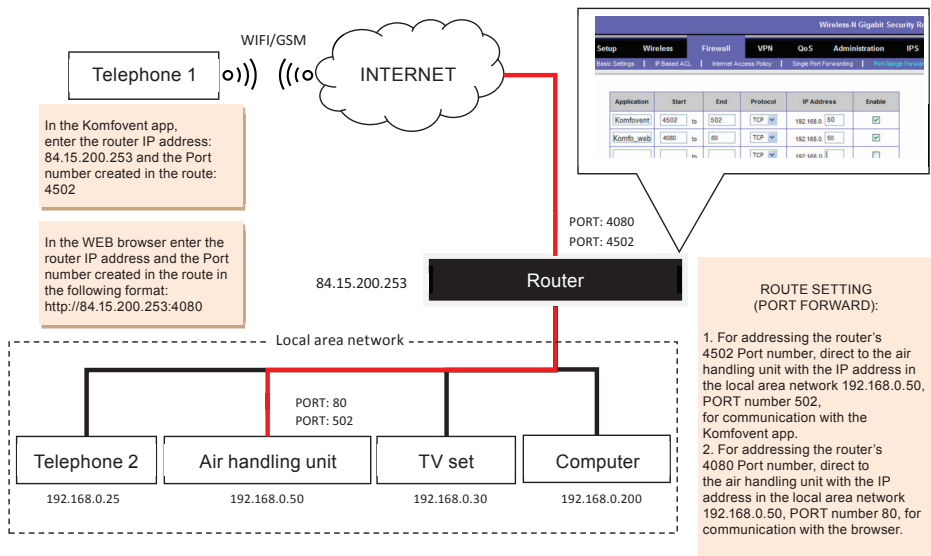 WIFI/GSM
Telephone 1
INTERNET
In the Komfovent app,
enter the router IP address:
84.15.200.253 and the Port
number created in the route:
4502
In the WEB browser enter the
router IP address and the Port
number created in the route in
the following format:
http://84.15.200.253:4080
Wireless-N Gigabit Security Ro
Setup Wireless Firewall VPN QoS Administration IPS
Basic Settings | IP Based ACL | Internet Access Policy | Single Port Forwarding | Port Range Forward
Application Start End Protocol IP Address Enable
Komfovent 4502 to 502 TCP 192.168.0. 50
Komfo_web 4080 to 80 TCP 192.168.0. 50
to TCP 192.168.0.
PORT: 4080
PORT: 4502
84.15.200.253
Router
ROUTE SETTING
(PORT FORWARD):
1. For addressing the router's
4502 Port number, direct to the air
handling unit with the IP address in
the local area network 192.168.0.50,
PORT number 502,
for communication with the
Komfovent app.
2. For addressing the router's
4080 Port number, direct to
the air handling unit with the IP
address in the local area network
192.168.0.50, PORT number 80, for
communication with the browser.
Local area network
PORT: 80
PORT: 502
Telephone 2
Air handling unit
TV set
Computer
192.168.0.25
192.168.0.50
192.168.0.30
192.168.0.200